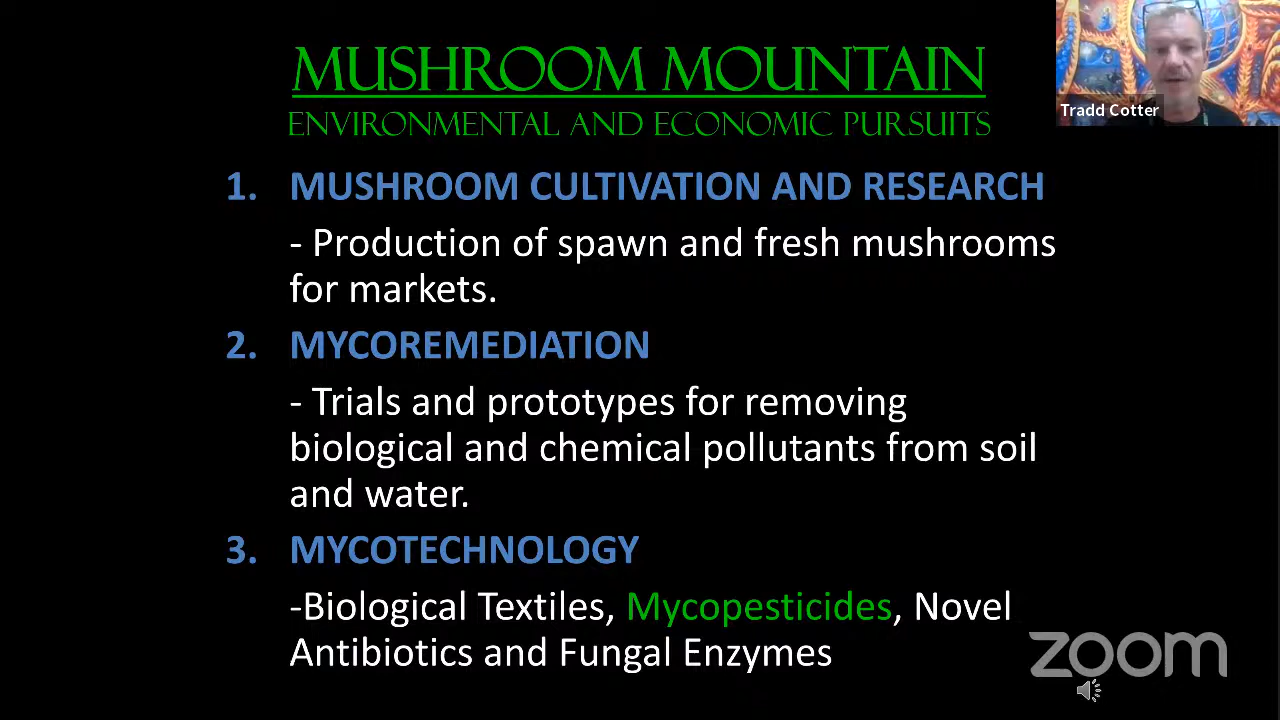 MUSHROOM MOUNTAIN
ENVIRONMENTAL AND ECONOMIC PURSUITS
Tradd Cotter
1. MUSHROOM CULTIVATION AND RESEARCH
- Production of spawn and fresh mushrooms
for markets.
2. MYCOREMEDIATION
- Trials and prototypes for removing
biological and chemical pollutants from soil
and water.
3. MYCOTECHNOLOGY
-Biological Textiles, Mycopesticides, Novel
Antibiotics and Fungal Enzymes
zoom